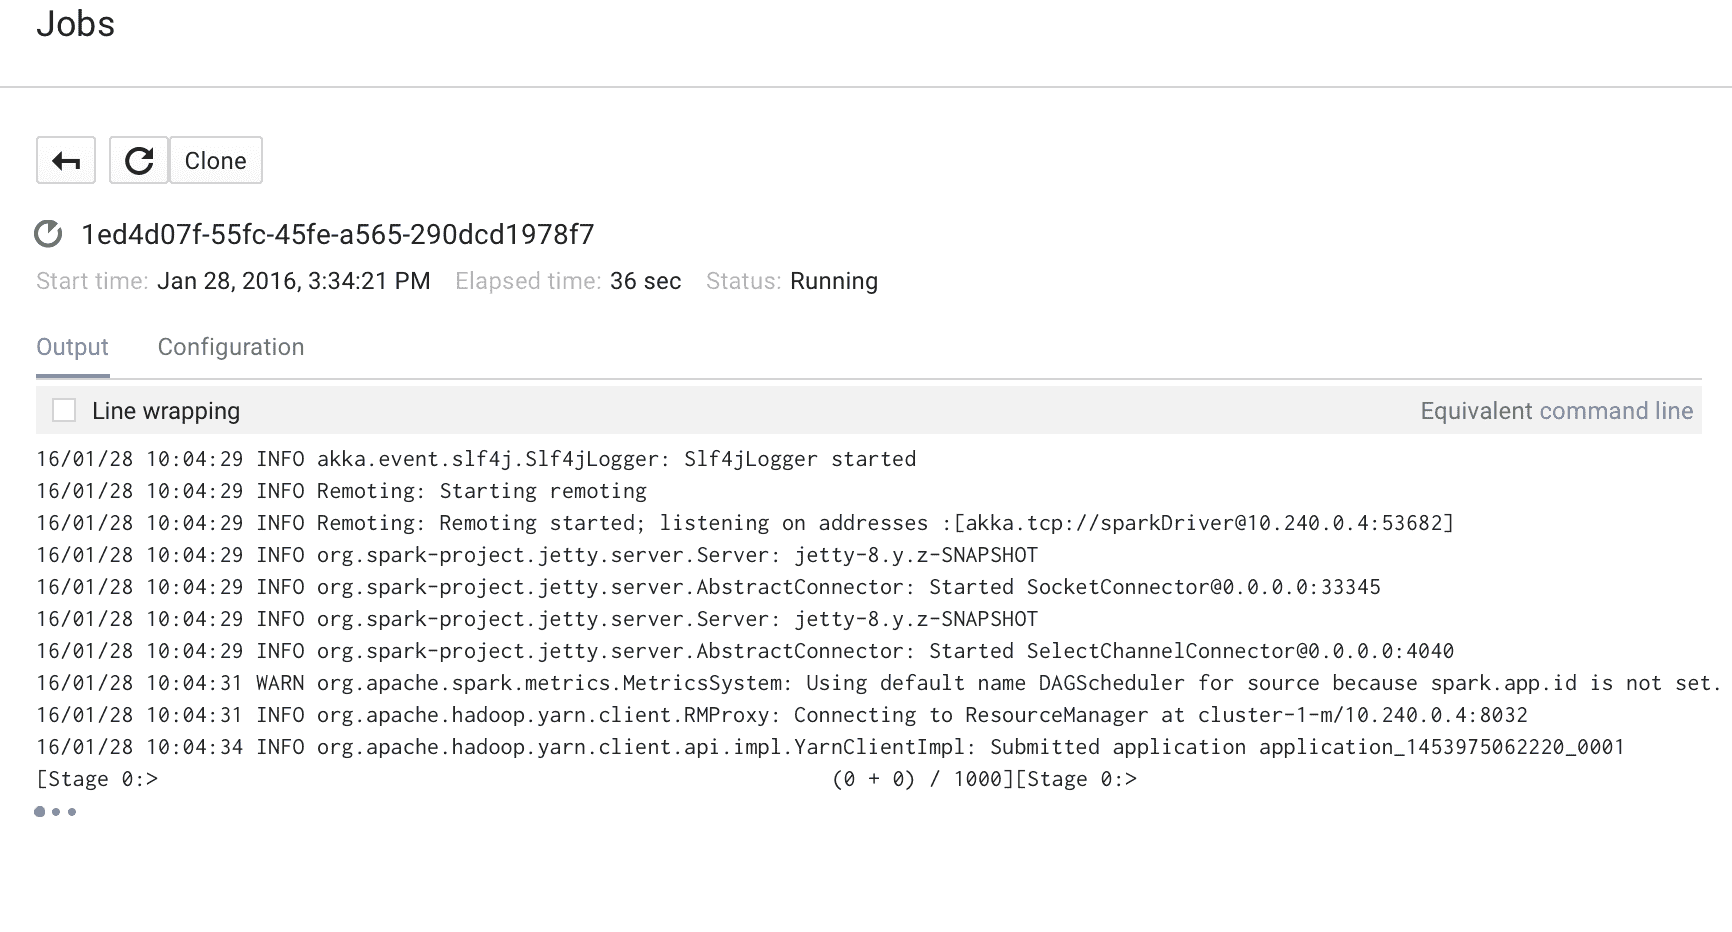 Jobs
Clone
1ed4d07f-55fc-45fe-a565-290dcd1978f7
Start time: Jan 28, 2016, 3:34:21 PM Elapsed time: 36 sec Status: Running
Output Configuration
Line wrapping Equivalent command line
16/01/28 10:04:29 INFO akka.event.slf4j.Slf4jLogger: Slf4jLogger started
16/01/28 10:04:29 INFO Remoting: Starting remoting
16/01/28 10:04:29 INFO Remoting: Remoting started; listening on addresses :[akka.tcp://sparkDriver@10.240.0.4:53682]
16/01/28 10:04:29 INFO org.spark-project.jetty.server.Server: jetty-8.y.z-SNAPSHOT
16/01/28 10:04:29 INFO org.spark-project.jetty.server.AbstractConnector: Started SocketConnector@0.0.0.0:33345
16/01/28 10:04:29 INFO org.spark-project.jetty.server.Server: jetty-8.y.z-SNAPSHOT
16/01/28 10:04:29 INFO org.spark-project.jetty.server.AbstractConnector: Started SelectChannelConnector@0.0.0.0:4040
16/01/28 10:04:31 WARN org.apache.spark.metrics.MetricsSystem: Using default name DAGScheduler for source because spark.app.id is not set.
16/01/28 10:04:31 INFO org.apache.hadoop.yarn.client.RMProxy: Connecting to ResourceManager at cluster-1-m/10.240.0.4:8032
16/01/28 10:04:34 INFO org.apache.hadoop.yarn.client.api.impl.YarnClientImpl: Submitted application application_1453975062220_0001
[Stage 0:> (0 + 0) / 1000][Stage 0:>